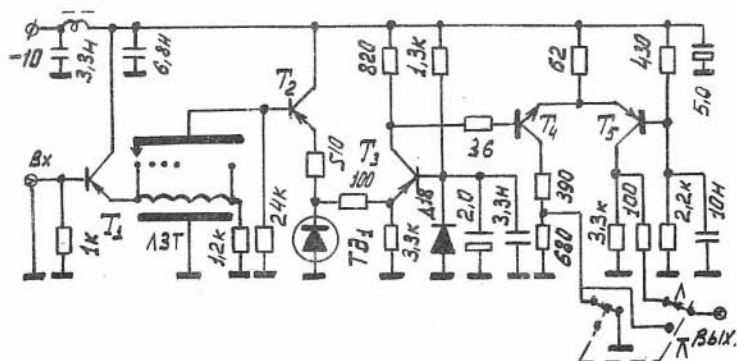 -10
3,3н
6,8н
Вх
1к
T1
ЛЗТ
1,2к
24к
T2
510
100
ТД1
T3
3,3к
820
1,3к
Д18
2,0
3,3н
36
T4
390
680
62
T5
3,3к
100
430
2,2к
10н
5,0
Вых.